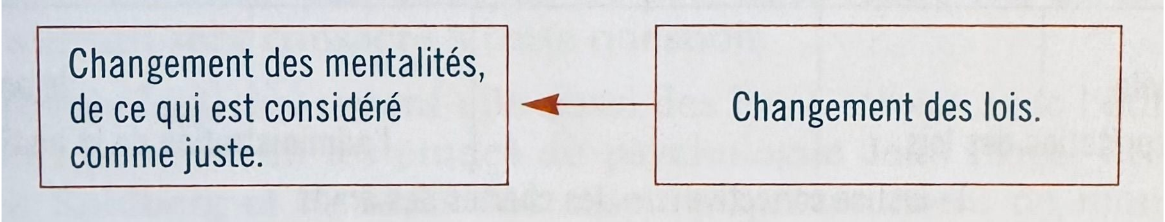 Changement des mentalités,
de ce qui est considéré
comme juste.
Changement des lois.